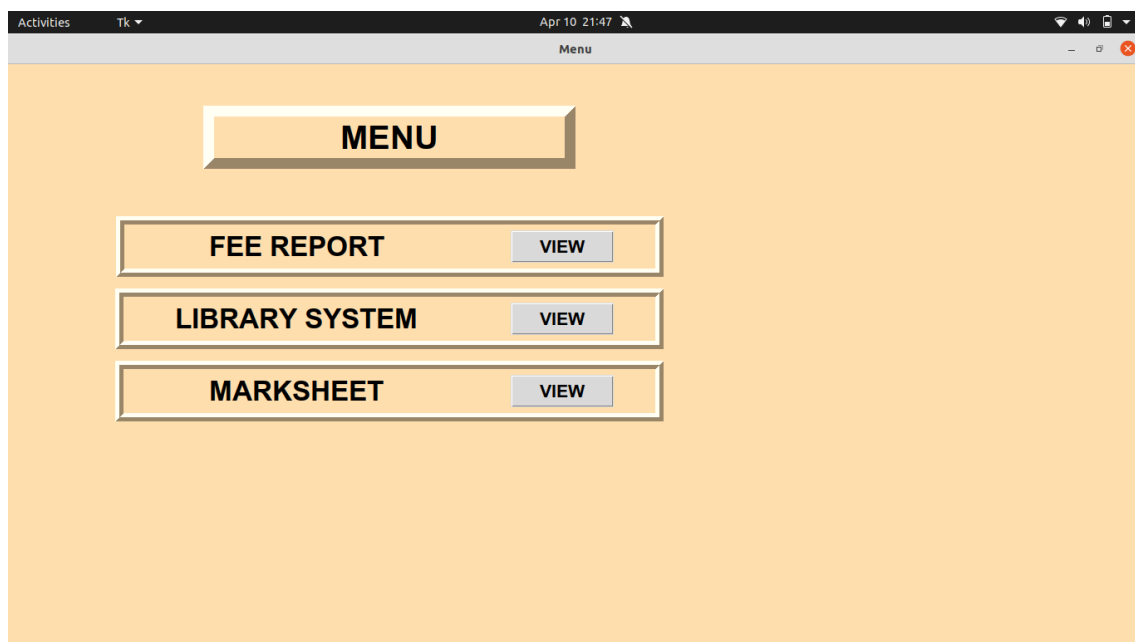 Activities Tk Apr 10 21:47
Menu
MENU
FEE REPORT VIEW
LIBRARY SYSTEM VIEW
MARKSHEET VIEW